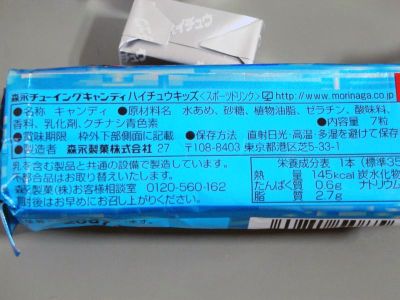 ハイチュウ
森永チューイングキャンディ ハイチュウキッズ<スポーツドリンク> http://www.morinaga.co.jp
●名称 キャンディ ●原材料名 水あめ、砂糖、植物油脂、ゼラチン、酸味料、
香料、乳化剤、クチナシ青色素 ●内容量 7粒
●賞味期限 枠外下部側面に記載 ●保存方法 直射日光・高温・多湿を避けて保存
●製造者 森永製菓株式会社 27 〒108-8403 東京都港区芝5-33-1
乳を含む製品と共通の設備で製造しています。
不都合品はお取り替えいたします。
森永製菓(株)お客様相談室 0120-560-162
開封後はお早めにお召し上がりください。
栄養成分表 1本(標準35
熱量 145kcal 炭水化物
たんぱく質 0.6g ナトリウム
脂質 2.7g